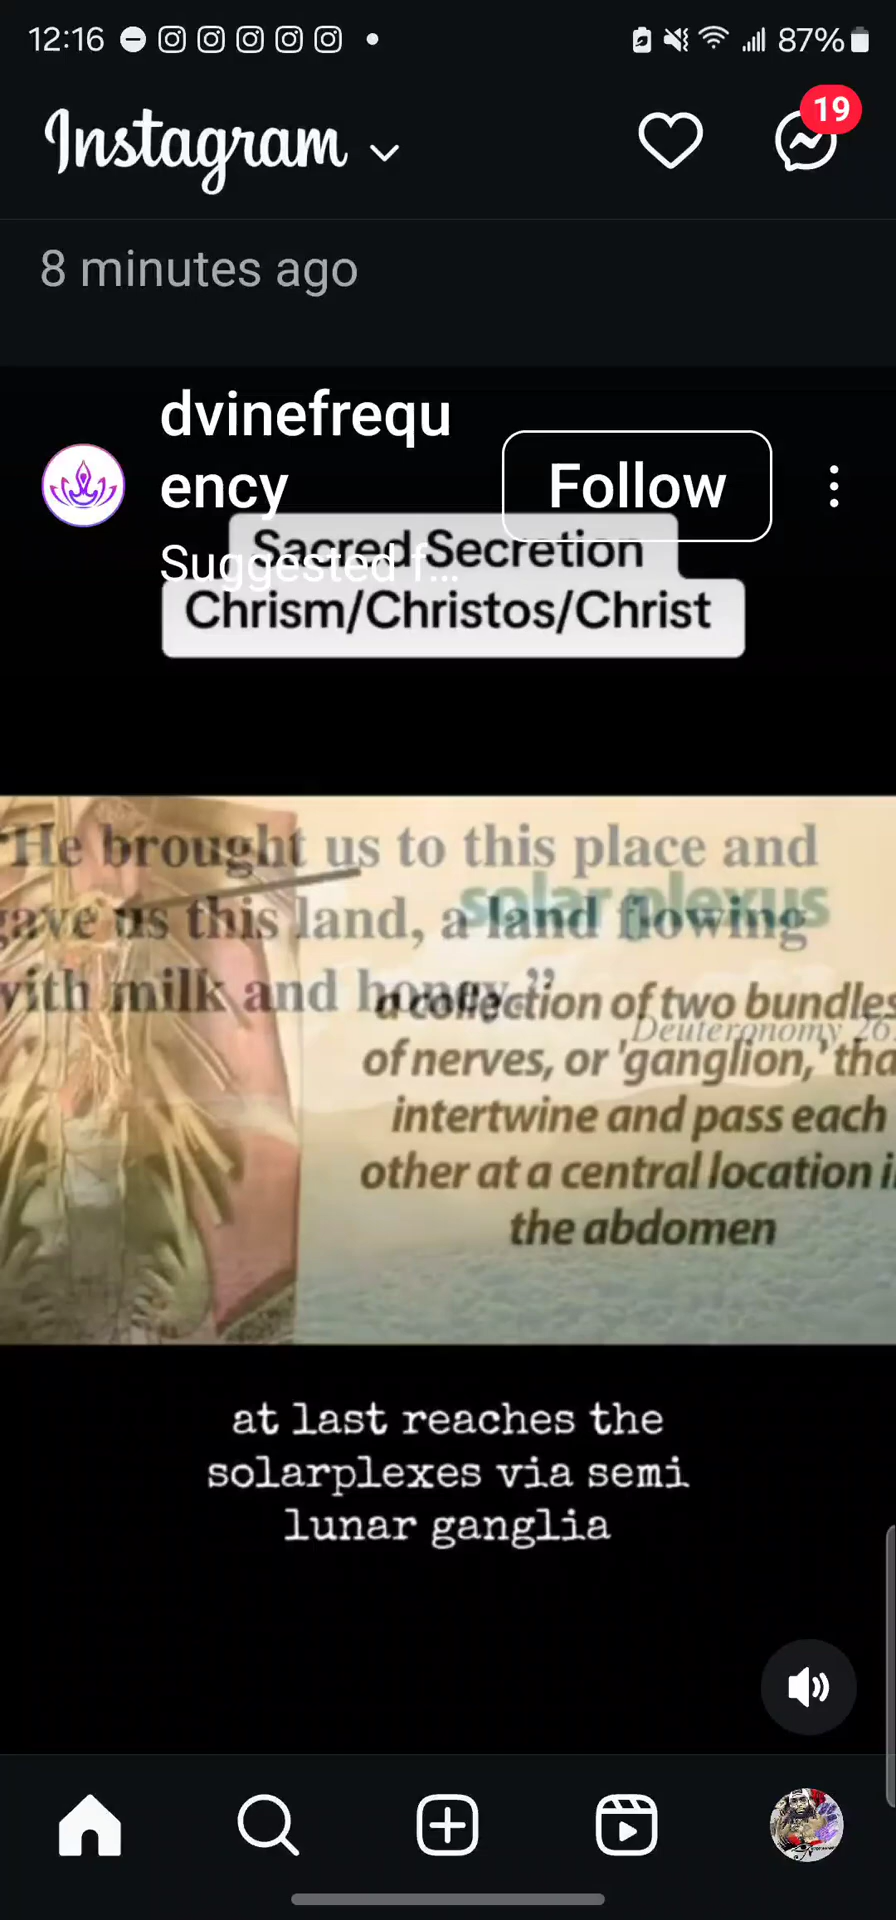 12:16
87%
Instagram
19
8 minutes ago
dvinefrequ
ency
Follow
Suggested f...
Sacred Secretion
Chrism/Christos/Christ
"He brought us to this place and
gave us this land, a land flowing
with milk and honey."
Deuteronomy 26
solar plexus
a collection of two bundles
of nerves, or 'ganglion,' tha
intertwine and pass each
other at a central location i
the abdomen
at last reaches the
solarplexes via semi
lunar ganglia